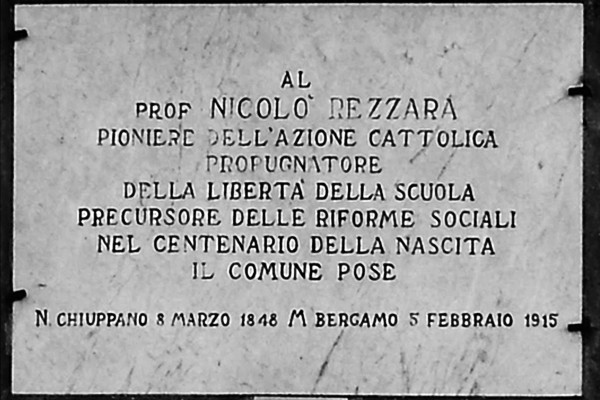 AL
PROF NICOLO' REZZARA
PIONIERE DELL'AZIONE CATTOLICA
PROPUGNATORE
DELLA LIBERTA' DELLA SCUOLA
PRECURSORE DELLE RIFORME SOCIALI
NEL CENTENARIO DELLA NASCITA
IL COMUNE POSE
N. CHIUPPANO 8 MARZO 1848 M BERGAMO 5 FEBBRAIO 1915